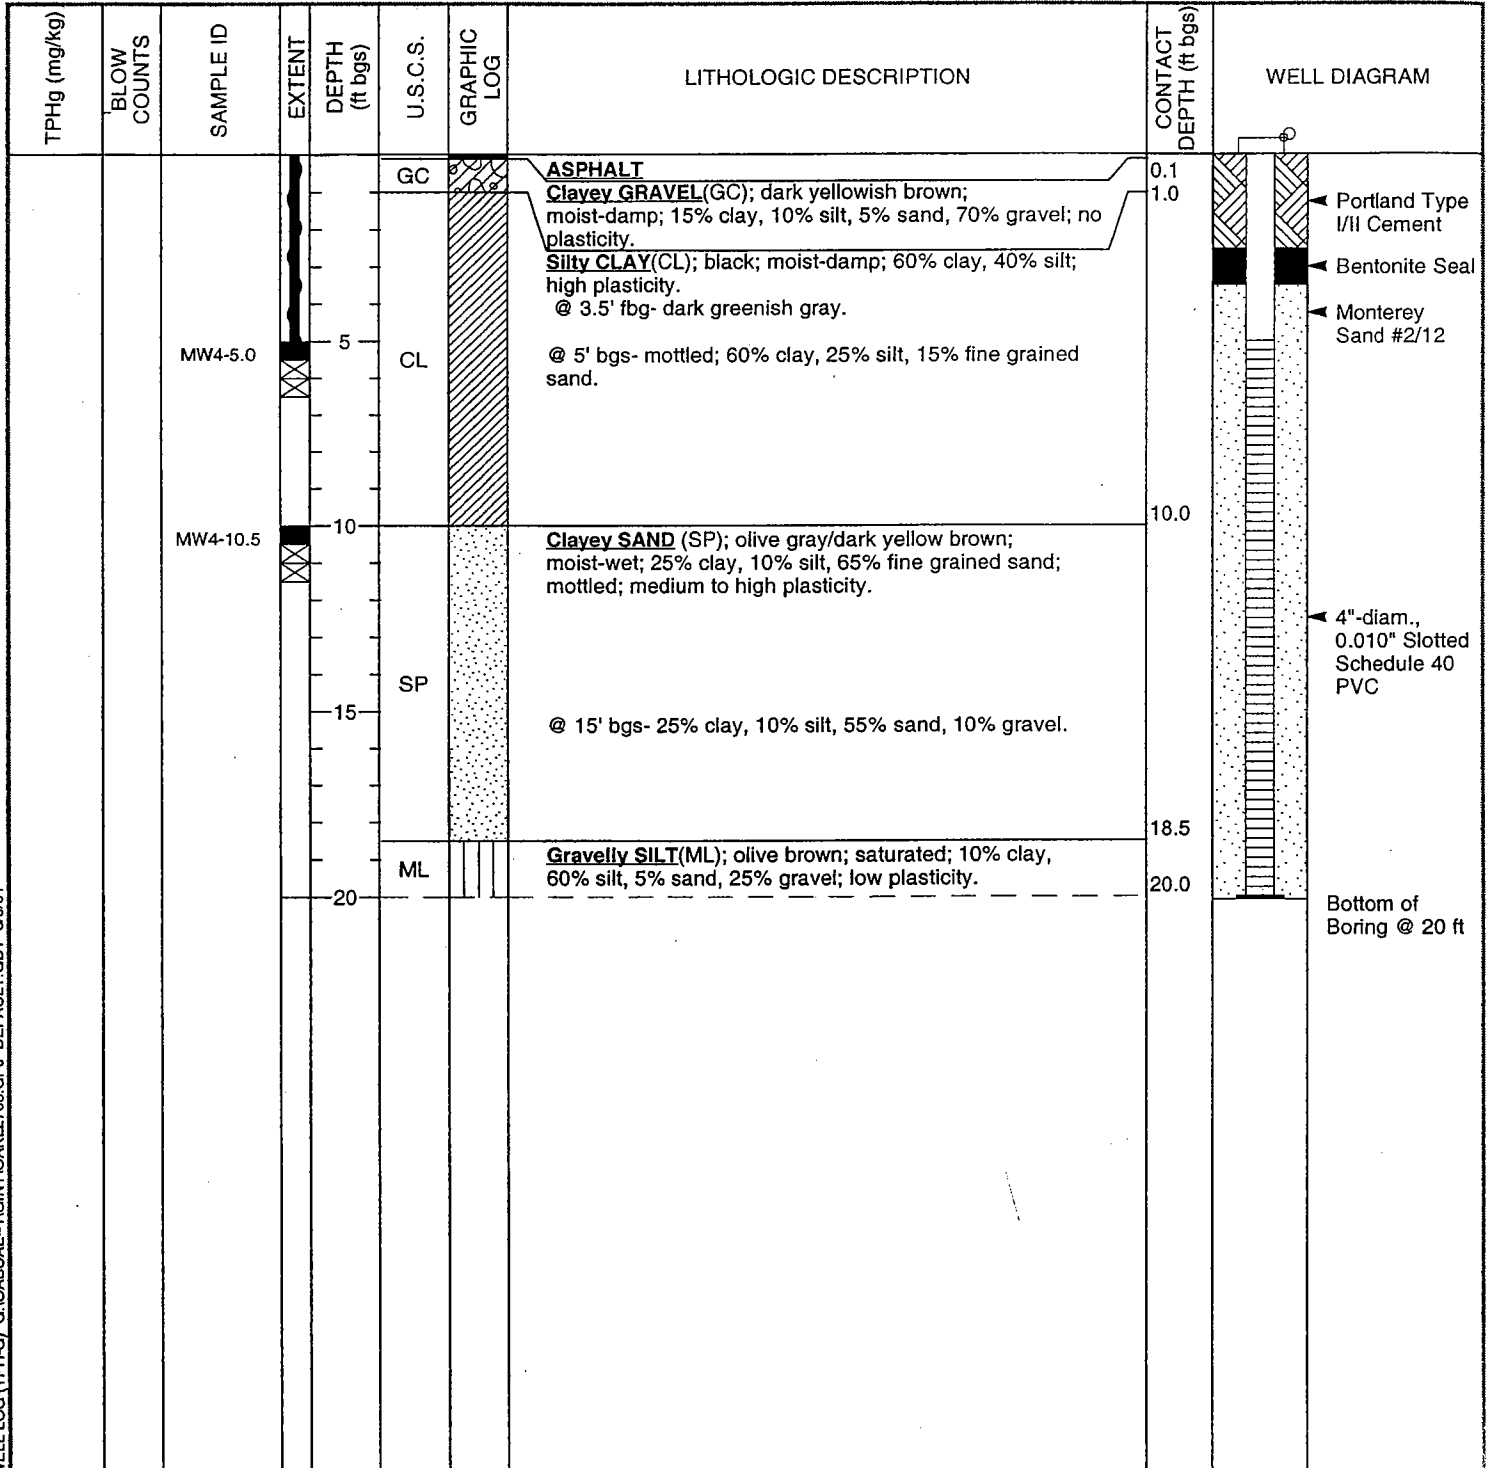 TPHg (mg/kg)
BLOW
COUNTS
SAMPLE ID
EXTENT
DEPTH
(ft bgs)
U.S.C.S.
GRAPHIC
LOG
LITHOLOGIC DESCRIPTION
CONTACT
DEPTH (ft bgs)
WELL DIAGRAM
GC
ASPHALT
0.1
Clayey GRAVEL(GC); dark yellowish brown;
moist-damp; 15% clay, 10% silt, 5% sand, 70% gravel; no
plasticity.
1.0
Silty CLAY(CL); black; moist-damp; 60% clay, 40% silt;
high plasticity.
@ 3.5' fbg- dark greenish gray.
Portland Type
I/II Cement
Bentonite Seal
Monterey
Sand #2/12
5
MW4-5.0
CL
@ 5' bgs- mottled; 60% clay, 25% silt, 15% fine grained
sand.
10
10.0
MW4-10.5
Clayey SAND (SP); olive gray/dark yellow brown;
moist-wet; 25% clay, 10% silt, 65% fine grained sand;
mottled; medium to high plasticity.
4"-diam.,
0.010" Slotted
Schedule 40
PVC
SP
15
@ 15' bgs- 25% clay, 10% silt, 55% sand, 10% gravel.
18.5
ML
Gravelly SILT(ML); olive brown; saturated; 10% clay,
60% silt, 5% sand, 25% gravel; low plasticity.
20
20.0
Bottom of
Boring @ 20 ft